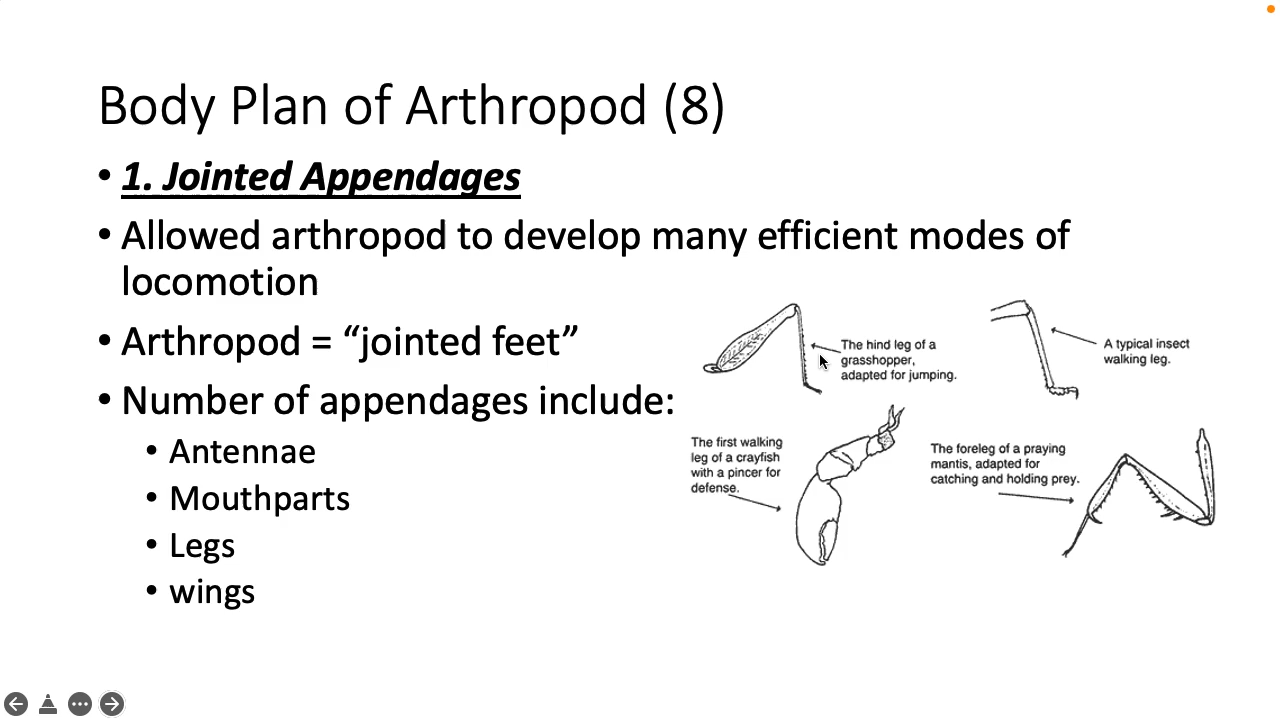 Body Plan of Arthropod (8)
• 1. Jointed Appendages
• Allowed arthropod to develop many efficient modes of
locomotion
• Arthropod = “jointed feet”
• Number of appendages include:
• Antennae
• Mouthparts
• Legs
• wings
The hind leg of a
grasshopper,
adapted for jumping.
A typical insect
walking leg.
The first walking
leg of a crayfish
with a pincer for
defense.
The foreleg of a praying
mantis, adapted for
catching and holding prey.